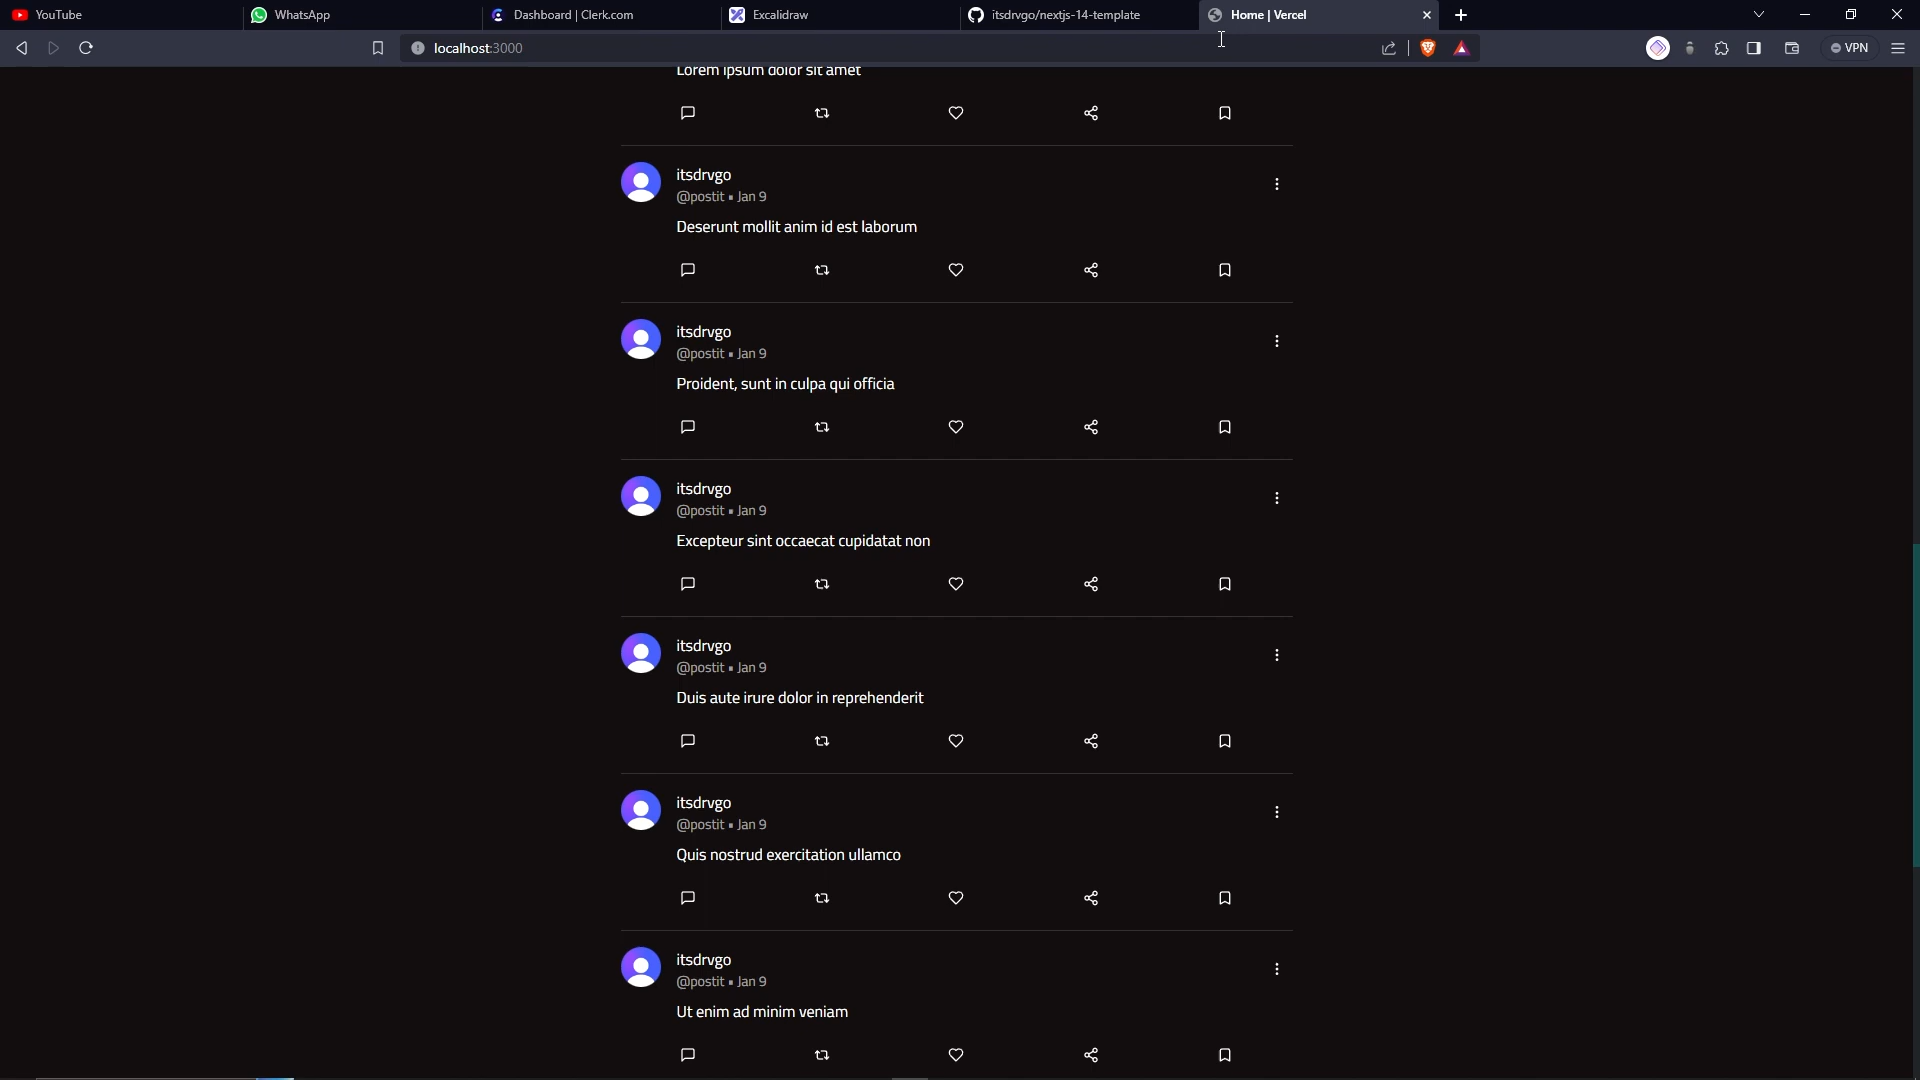 YouTube
WhatsApp
Dashboard | Clerk.com
Excalidraw
itsdrvgo/nextjs-14-template
Home | Vercel
localhost:3000
VPN
Lorem ipsum dolor sit amet
itsdrvgo
@postit • Jan 9
Deserunt mollit anim id est laborum
itsdrvgo
@postit • Jan 9
Proident, sunt in culpa qui officia
itsdrvgo
@postit • Jan 9
Excepteur sint occaecat cupidatat non
itsdrvgo
@postit • Jan 9
Duis aute irure dolor in reprehenderit
itsdrvgo
@postit • Jan 9
Quis nostrud exercitation ullamco
itsdrvgo
@postit • Jan 9
Ut enim ad minim veniam